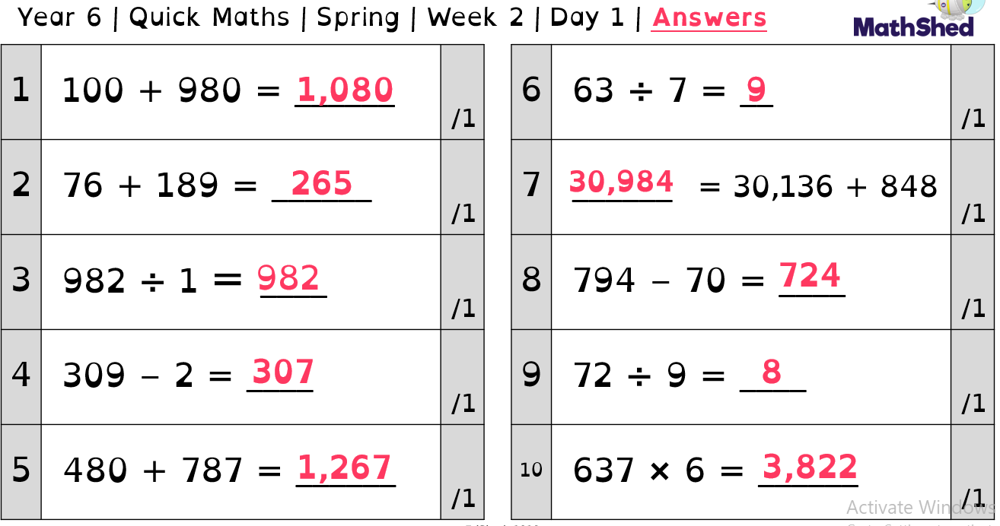 Year 6 | Quick Maths | Spring | Week 2 | Day 1 | Answers
MathShed
1 100 + 980 = 1,080 /1
2 76 + 189 = 265 /1
3 982 ÷ 1 = 982 /1
4 309 – 2 = 307 /1
5 480 + 787 = 1,267 /1
6 63 ÷ 7 = 9 /1
7 30,984 = 30,136 + 848 /1
8 794 – 70 = 724 /1
9 72 ÷ 9 = 8 /1
10 637 × 6 = 3,822 /1
Activate Windows